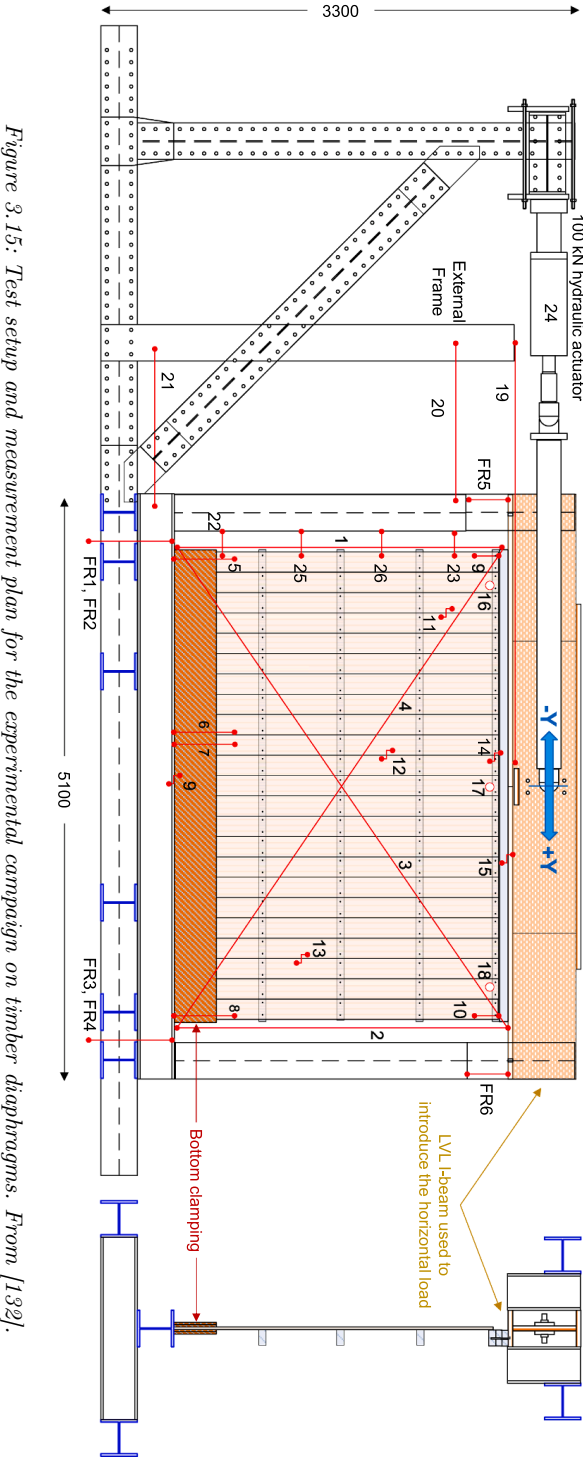 3300
100 kN hydraulic actuator
24
External
Frame
19
20
21
FR5
22
1
5
25
26
23
9
16
11
-Y
+Y
4
14
12
17
6
7
9
3
15
13
18
8
10
2
FR6
FR1, FR2
FR3, FR4
5100
LVL I-beam used to
introduce the horizontal load
Bottom clamping
Figure 3.15: Test setup and measurement plan for the experimental campaign on timber diaphragms. From [132].